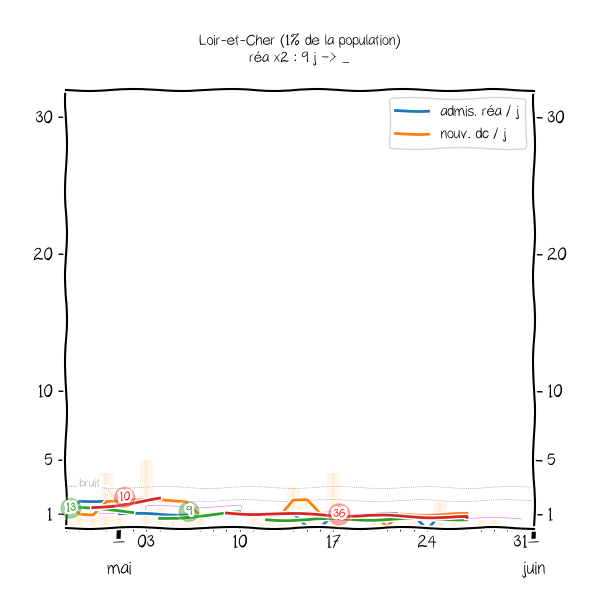 Loir-et-Cher (1% de la population)
réa x2 : 9 j -> _
admis. réa / j
nouv. dc / j
30
30
20
20
10
10
5
5
bruit
13
10
9
36
1
1
03
10
17
24
31
mai
juin